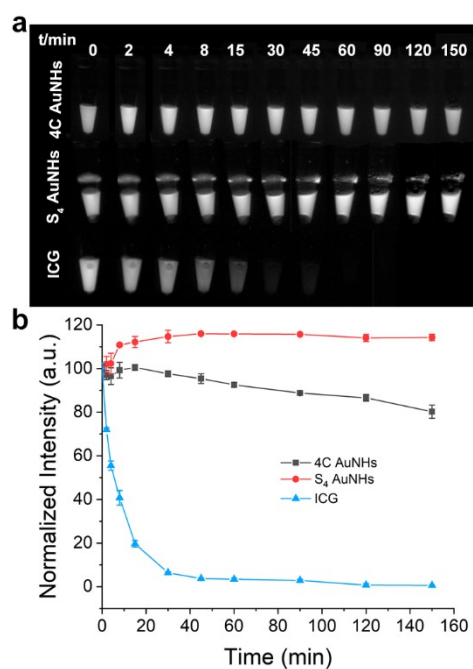 a
t/min 0 2 4 8 15 30 45 60 90 120 150
4C AuNHs
S₄ AuNHs
ICG
b
Normalized Intensity (a.u.)
120
100
80
60
40
20
0
4C AuNHs
S₄ AuNHs
ICG
0 20 40 60 80 100 120 140 160
Time (min)